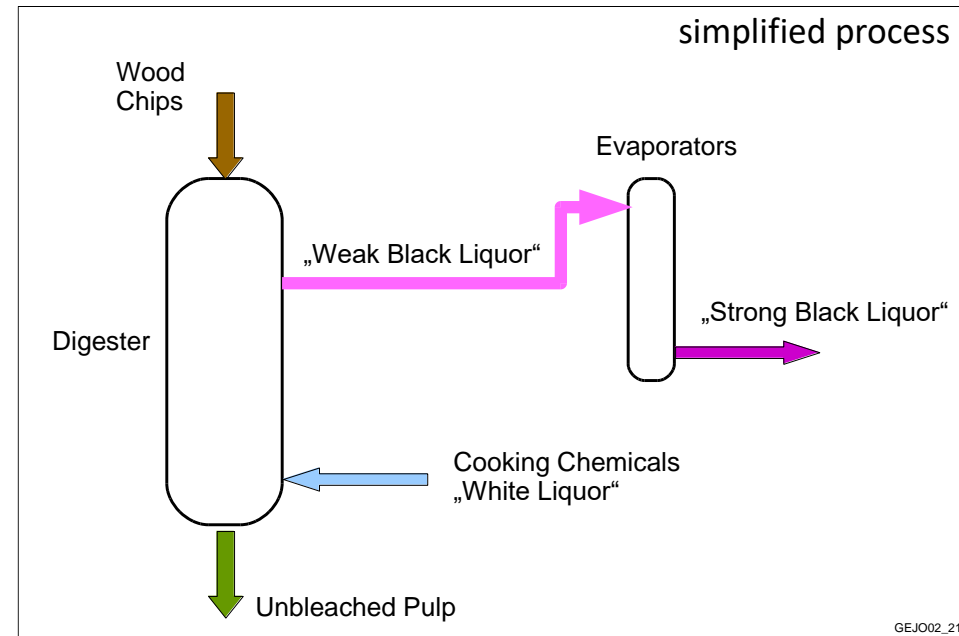 simplified process
Wood
Chips
Evaporators
„Weak Black Liquor“
„Strong Black Liquor“
Digester
Cooking Chemicals
„White Liquor“
Unbleached Pulp
GEJO02_21